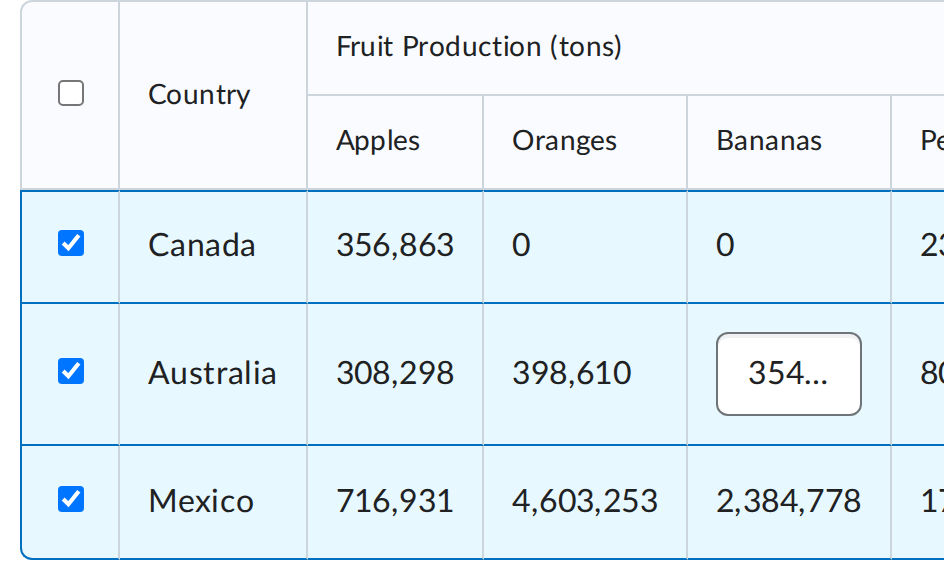 Fruit Production (tons)
Country
Apples Oranges Bananas
Canada 356,863 0 0
Australia 308,298 398,610 354...
Mexico 716,931 4,603,253 2,384,778